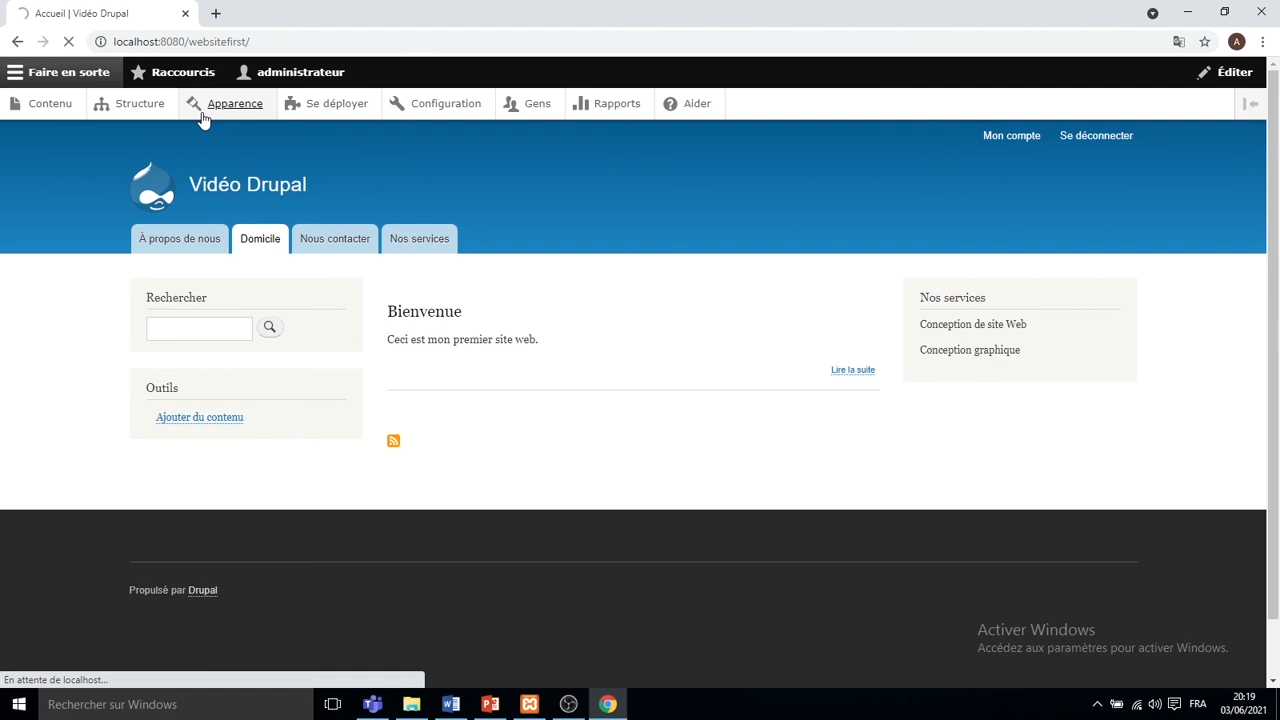 Accueil | Vidéo Drupal
localhost:8080/websitefirst/
A
Faire en sorte
Raccourcis
administrateur
Éditer
Contenu
Structure
Apparence
Se déployer
Configuration
Gens
Rapports
Aider
Mon compte
Se déconnecter
Vidéo Drupal
À propos de nous
Domicile
Nous contacter
Nos services
Rechercher
Outils
Ajouter du contenu
Bienvenue
Ceci est mon premier site web.
Lire la suite
Nos services
Conception de site Web
Conception graphique
Propulsé par Drupal
Activer Windows
Accédez aux paramètres pour activer Windows.
En attente de localhost...
Rechercher sur Windows
FRA
20:19
03/06/2021